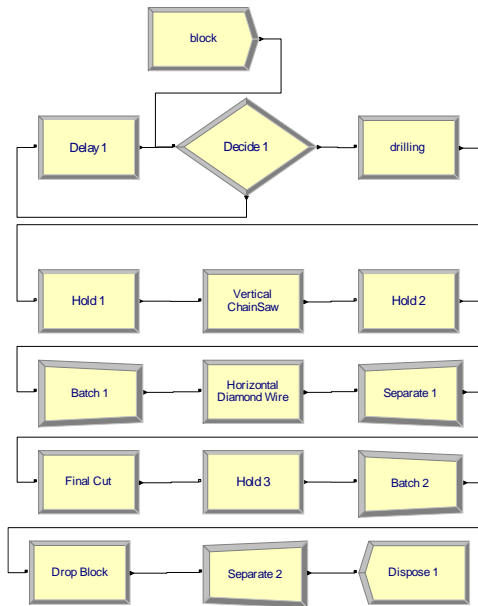 block
Delay 1
Decide 1
drilling
Hold 1
Vertical
ChainSaw
Hold 2
Batch 1
Horizontal
Diamond Wire
Separate 1
Final Cut
Hold 3
Batch 2
Drop Block
Separate 2
Dispose 1